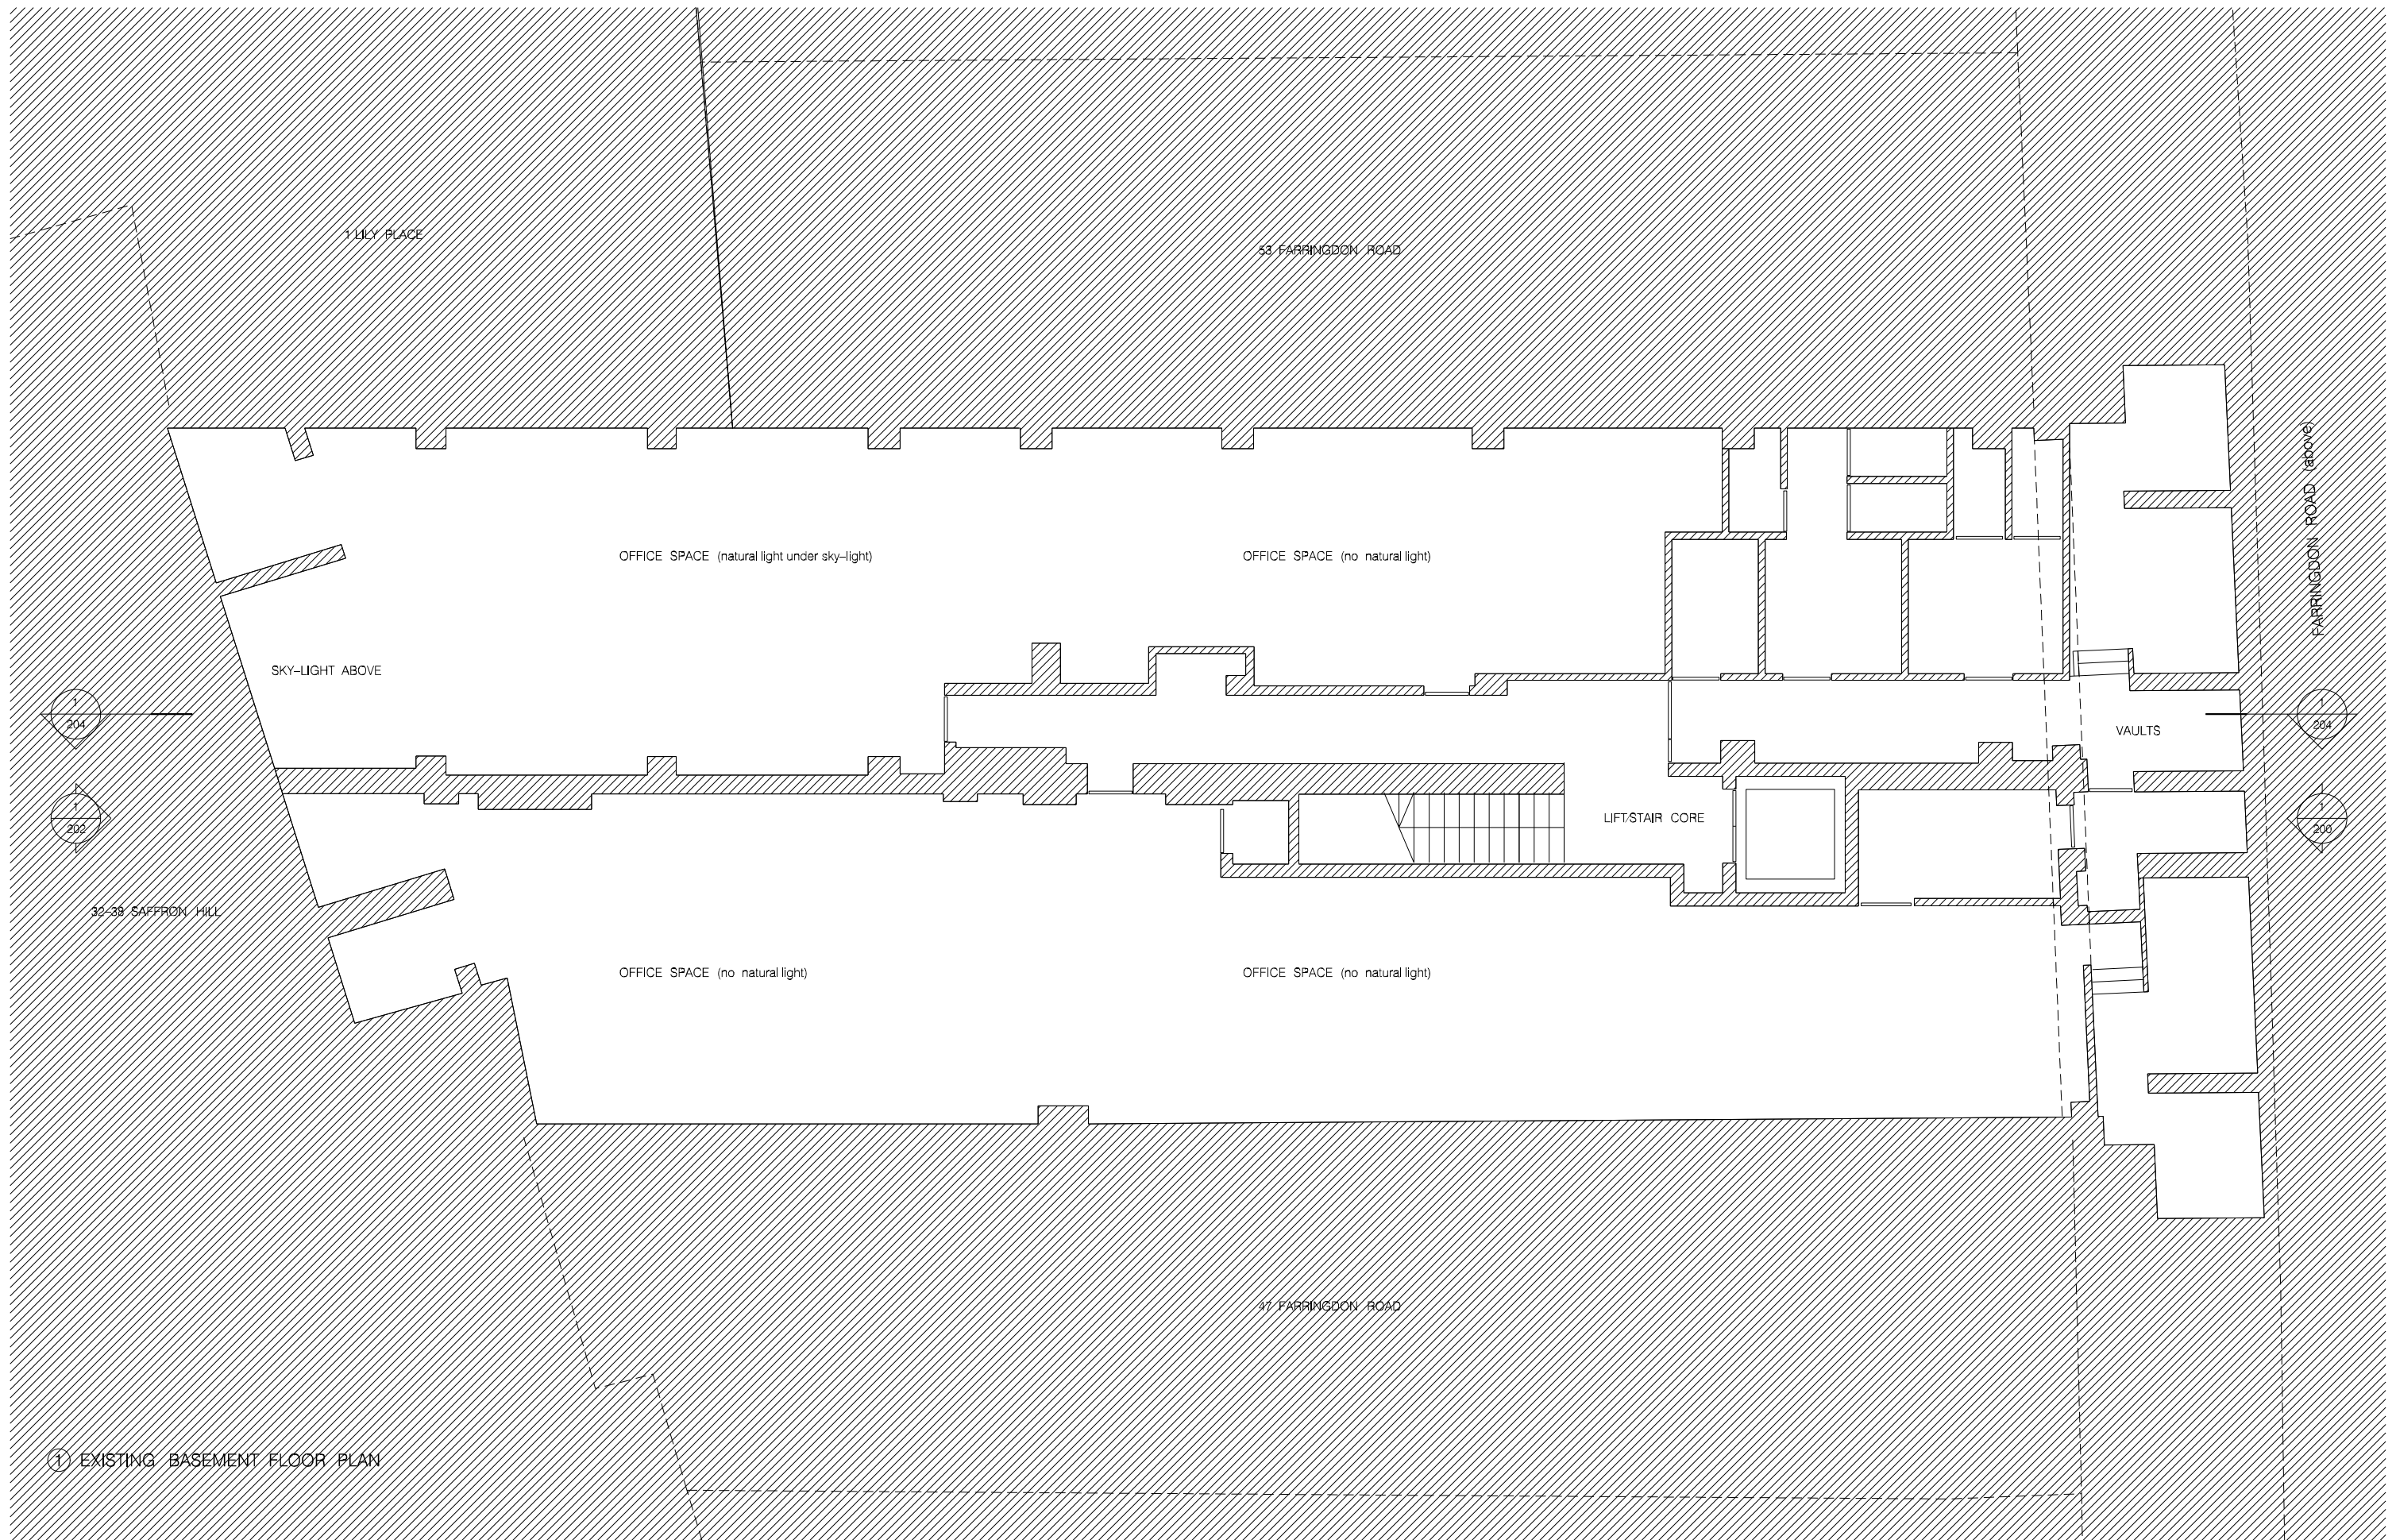 1 LILY PLACE
53 FARRINGDON ROAD
FARRINGDON ROAD (above)
OFFICE SPACE (natural light under sky-light)
OFFICE SPACE (no natural light)
SKY-LIGHT ABOVE
1
204
1
204
VAULTS
1
202
LIFT/STAIR CORE
1
200
32-38 SAFFRON HILL
OFFICE SPACE (no natural light)
OFFICE SPACE (no natural light)
47 FARRINGDON ROAD
1 EXISTING BASEMENT FLOOR PLAN